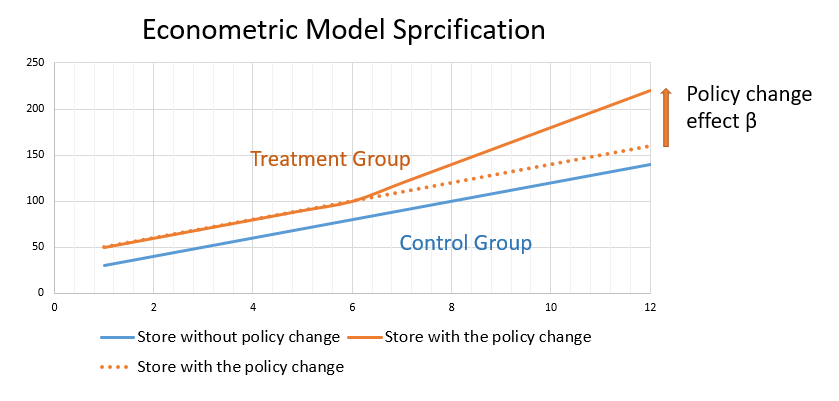 Econometric Model Sprcification
250
200
150
100
50
0
0 2 4 6 8 10 12
Treatment Group
Control Group
Policy change
effect β
Store without policy change Store with the policy change
Store with the policy change